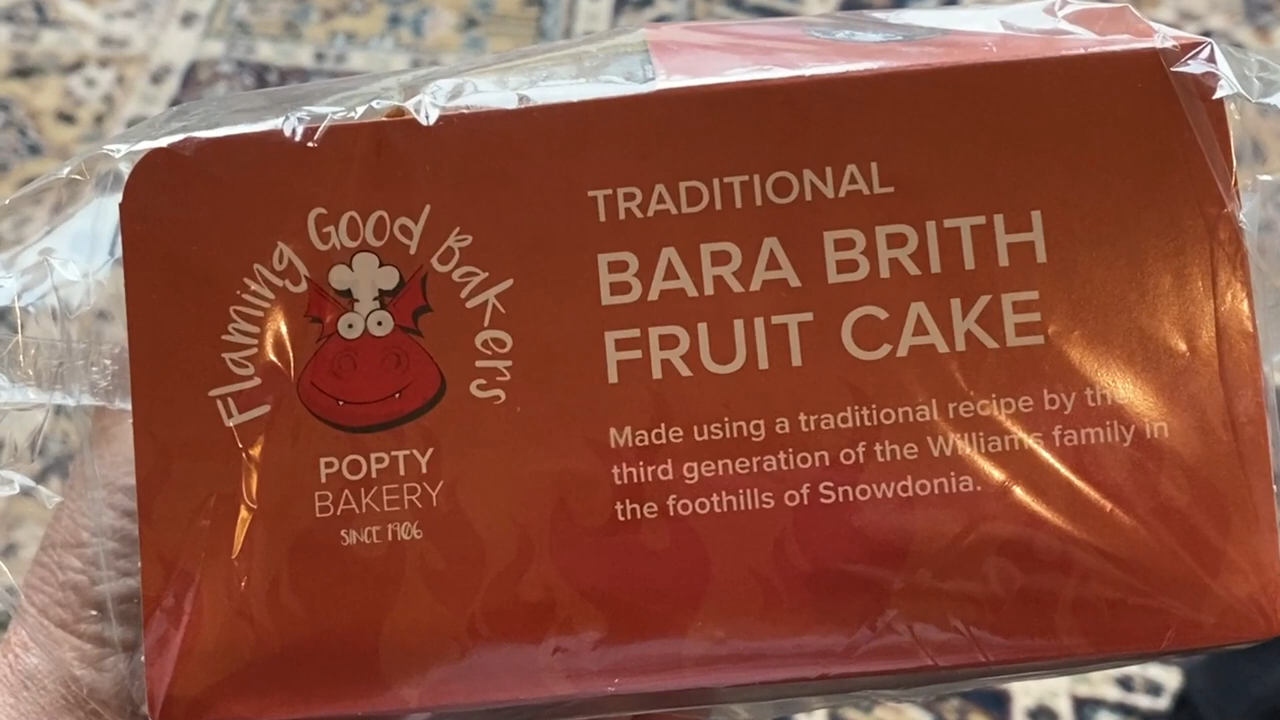 Flaming Good Bakers
POPTY
BAKERY
SINCE 1906
TRADITIONAL
BARA BRITH
FRUIT CAKE
Made using a traditional recipe by the
third generation of the Williams family in
the foothills of Snowdonia.